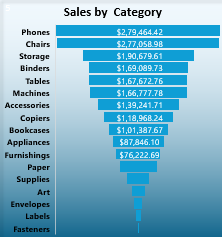 Sales by Category
Phones $2,79,464.42
Chairs $2,77,058.98
Storage $1,90,679.61
Binders $1,69,089.73
Tables $1,67,672.76
Machines $1,66,777.78
Accessories $1,39,241.71
Copiers $1,18,968.24
Bookcases $1,01,387.67
Appliances $87,846.10
Furnishings $76,222.69
Paper
Supplies
Art
Envelopes
Labels
Fasteners